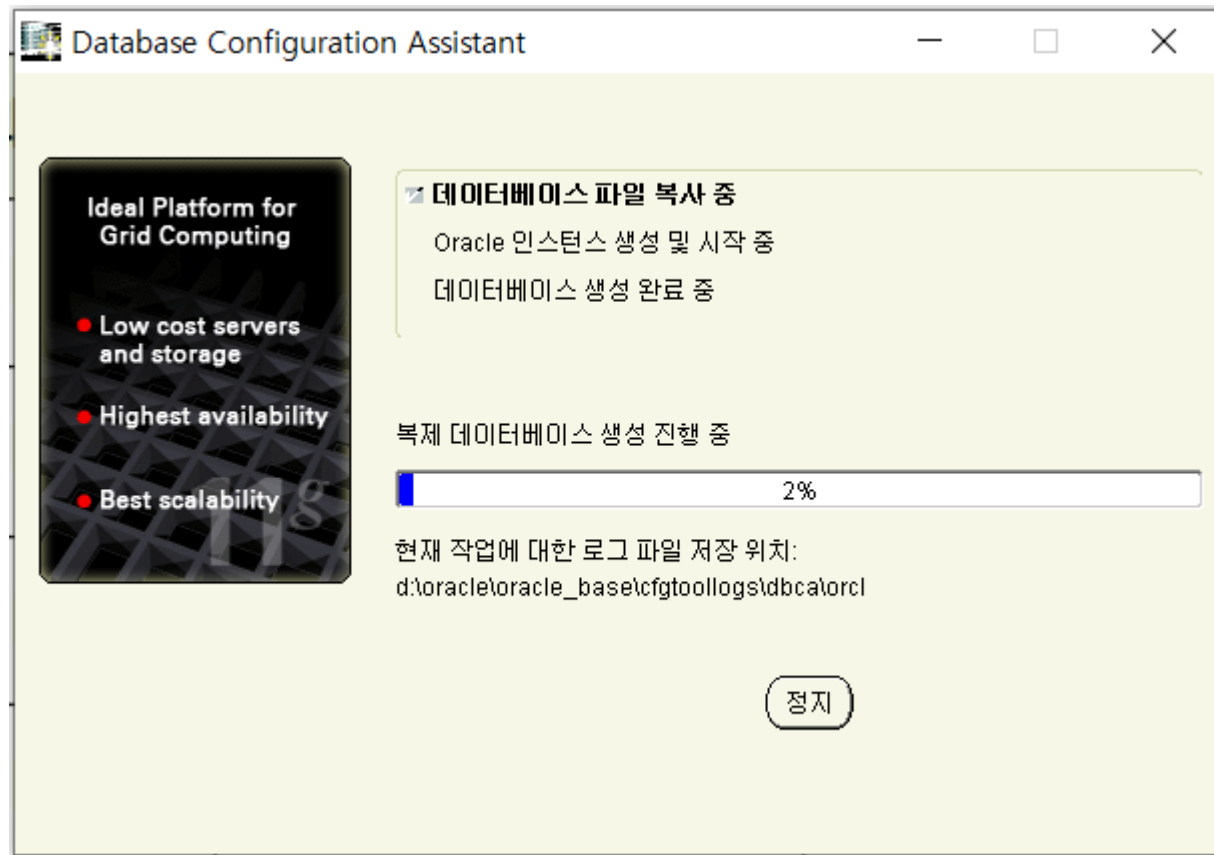 Database Configuration Assistant
Ideal Platform for
Grid Computing
Low cost servers
and storage
Highest availability
Best scalability
11g
데이터베이스 파일 복사 중
Oracle 인스턴스 생성 및 시작 중
데이터베이스 생성 완료 중
복제 데이터베이스 생성 진행 중
2%
현재 작업에 대한 로그 파일 저장 위치:
d:\oracle\oracle_base\cfgtoollogs\dbca\orcl
정지